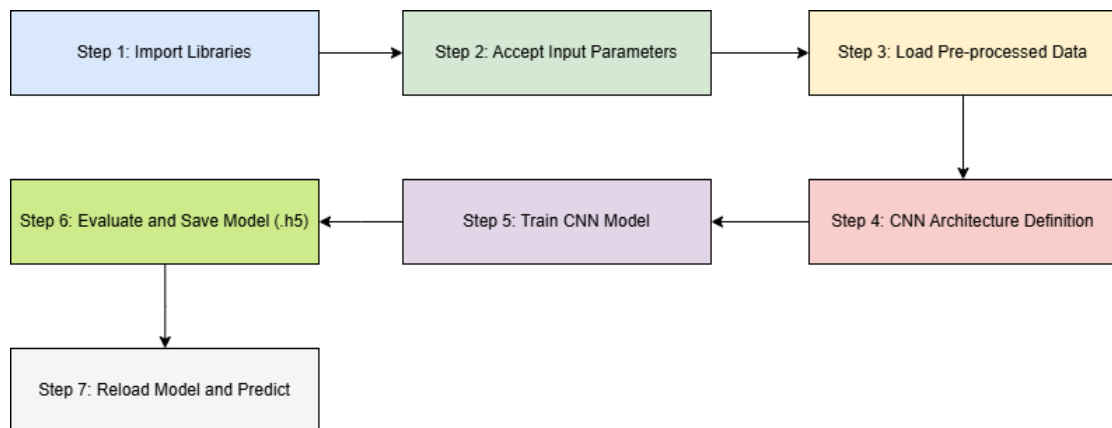 Step 1: Import Libraries
Step 2: Accept Input Parameters
Step 3: Load Pre-processed Data
Step 4: CNN Architecture Definition
Step 5: Train CNN Model
Step 6: Evaluate and Save Model (.h5)
Step 7: Reload Model and Predict